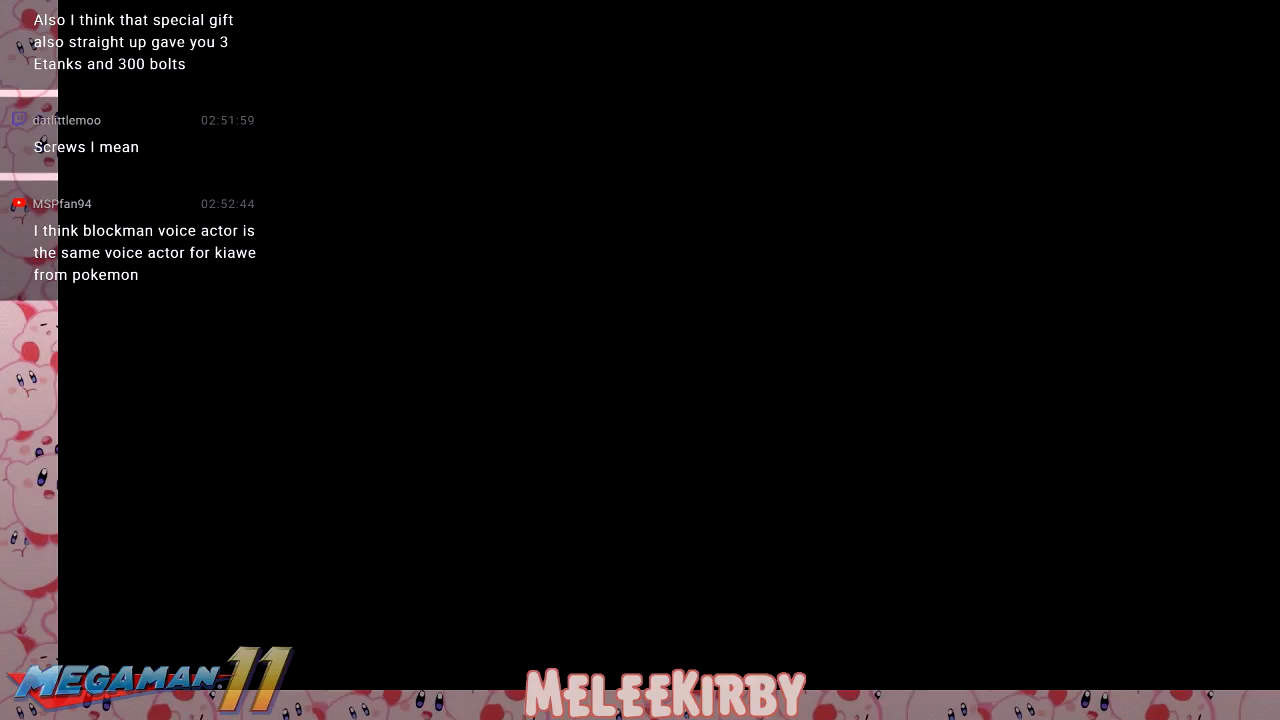 Also I think that special gift
also straight up gave you 3
Etanks and 300 bolts
datlittlemoo 02:51:59
Screws I mean
MSPfan94 02:52:44
I think blockman voice actor is
the same voice actor for kiawe
from pokemon
MEGAMAN 11
MELEEKIRBY